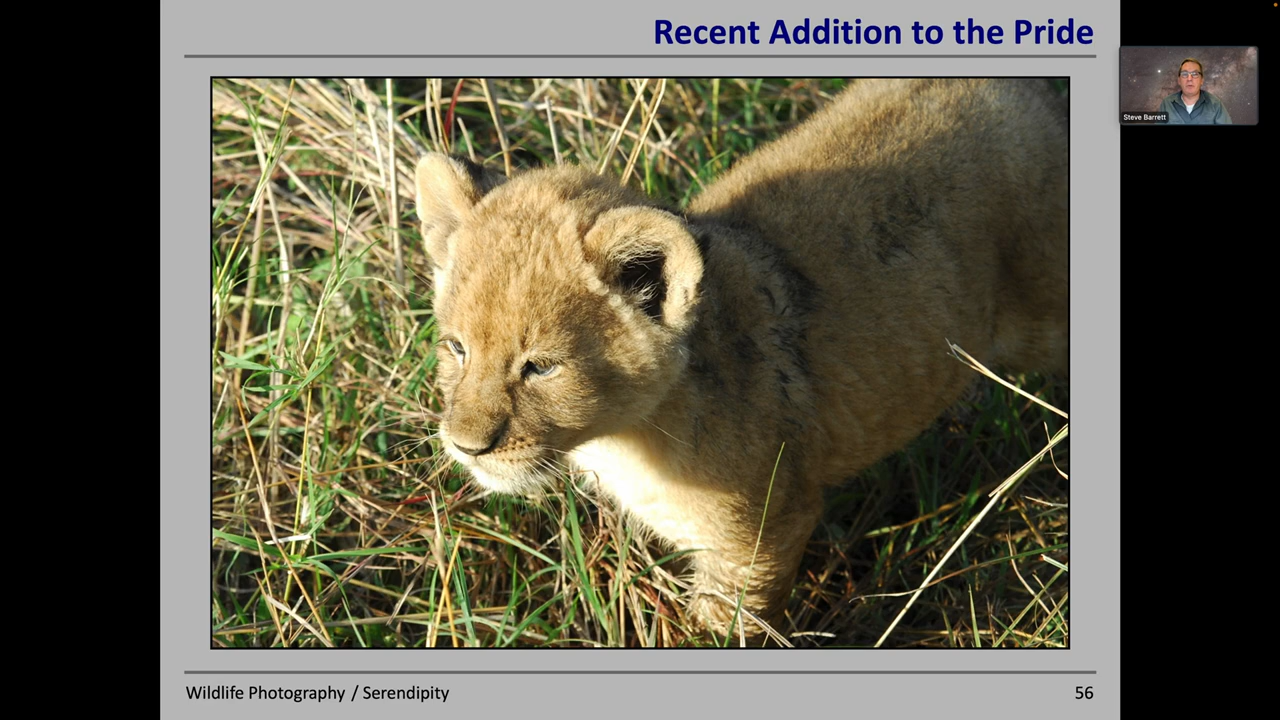 Recent Addition to the Pride
Steve Barrett
Wildlife Photography / Serendipity
56